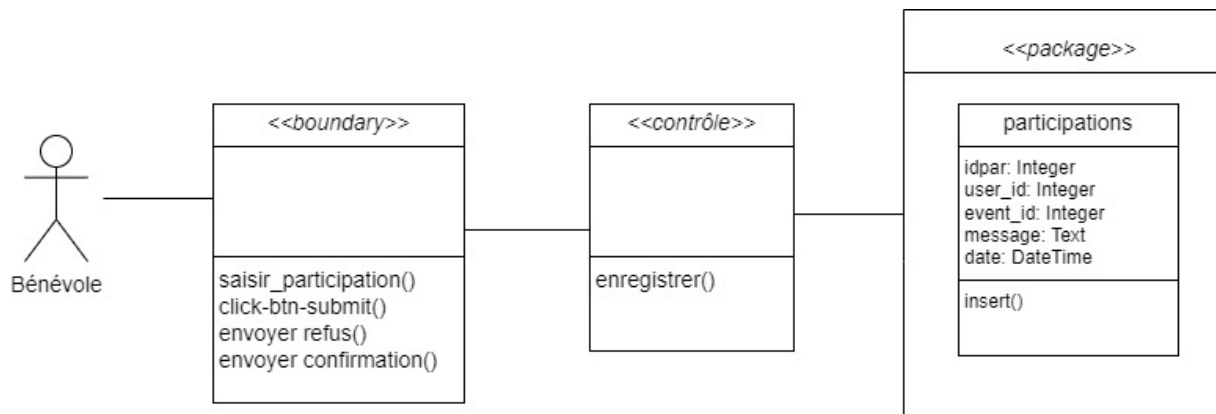 Bénévole
<<boundary>>
saisir_participation()
click-btn-submit()
envoyer refus()
envoyer confirmation()
<<contrôle>>
enregistrer()
<<package>>
participations
idpar: Integer
user_id: Integer
event_id: Integer
message: Text
date: DateTime
insert()